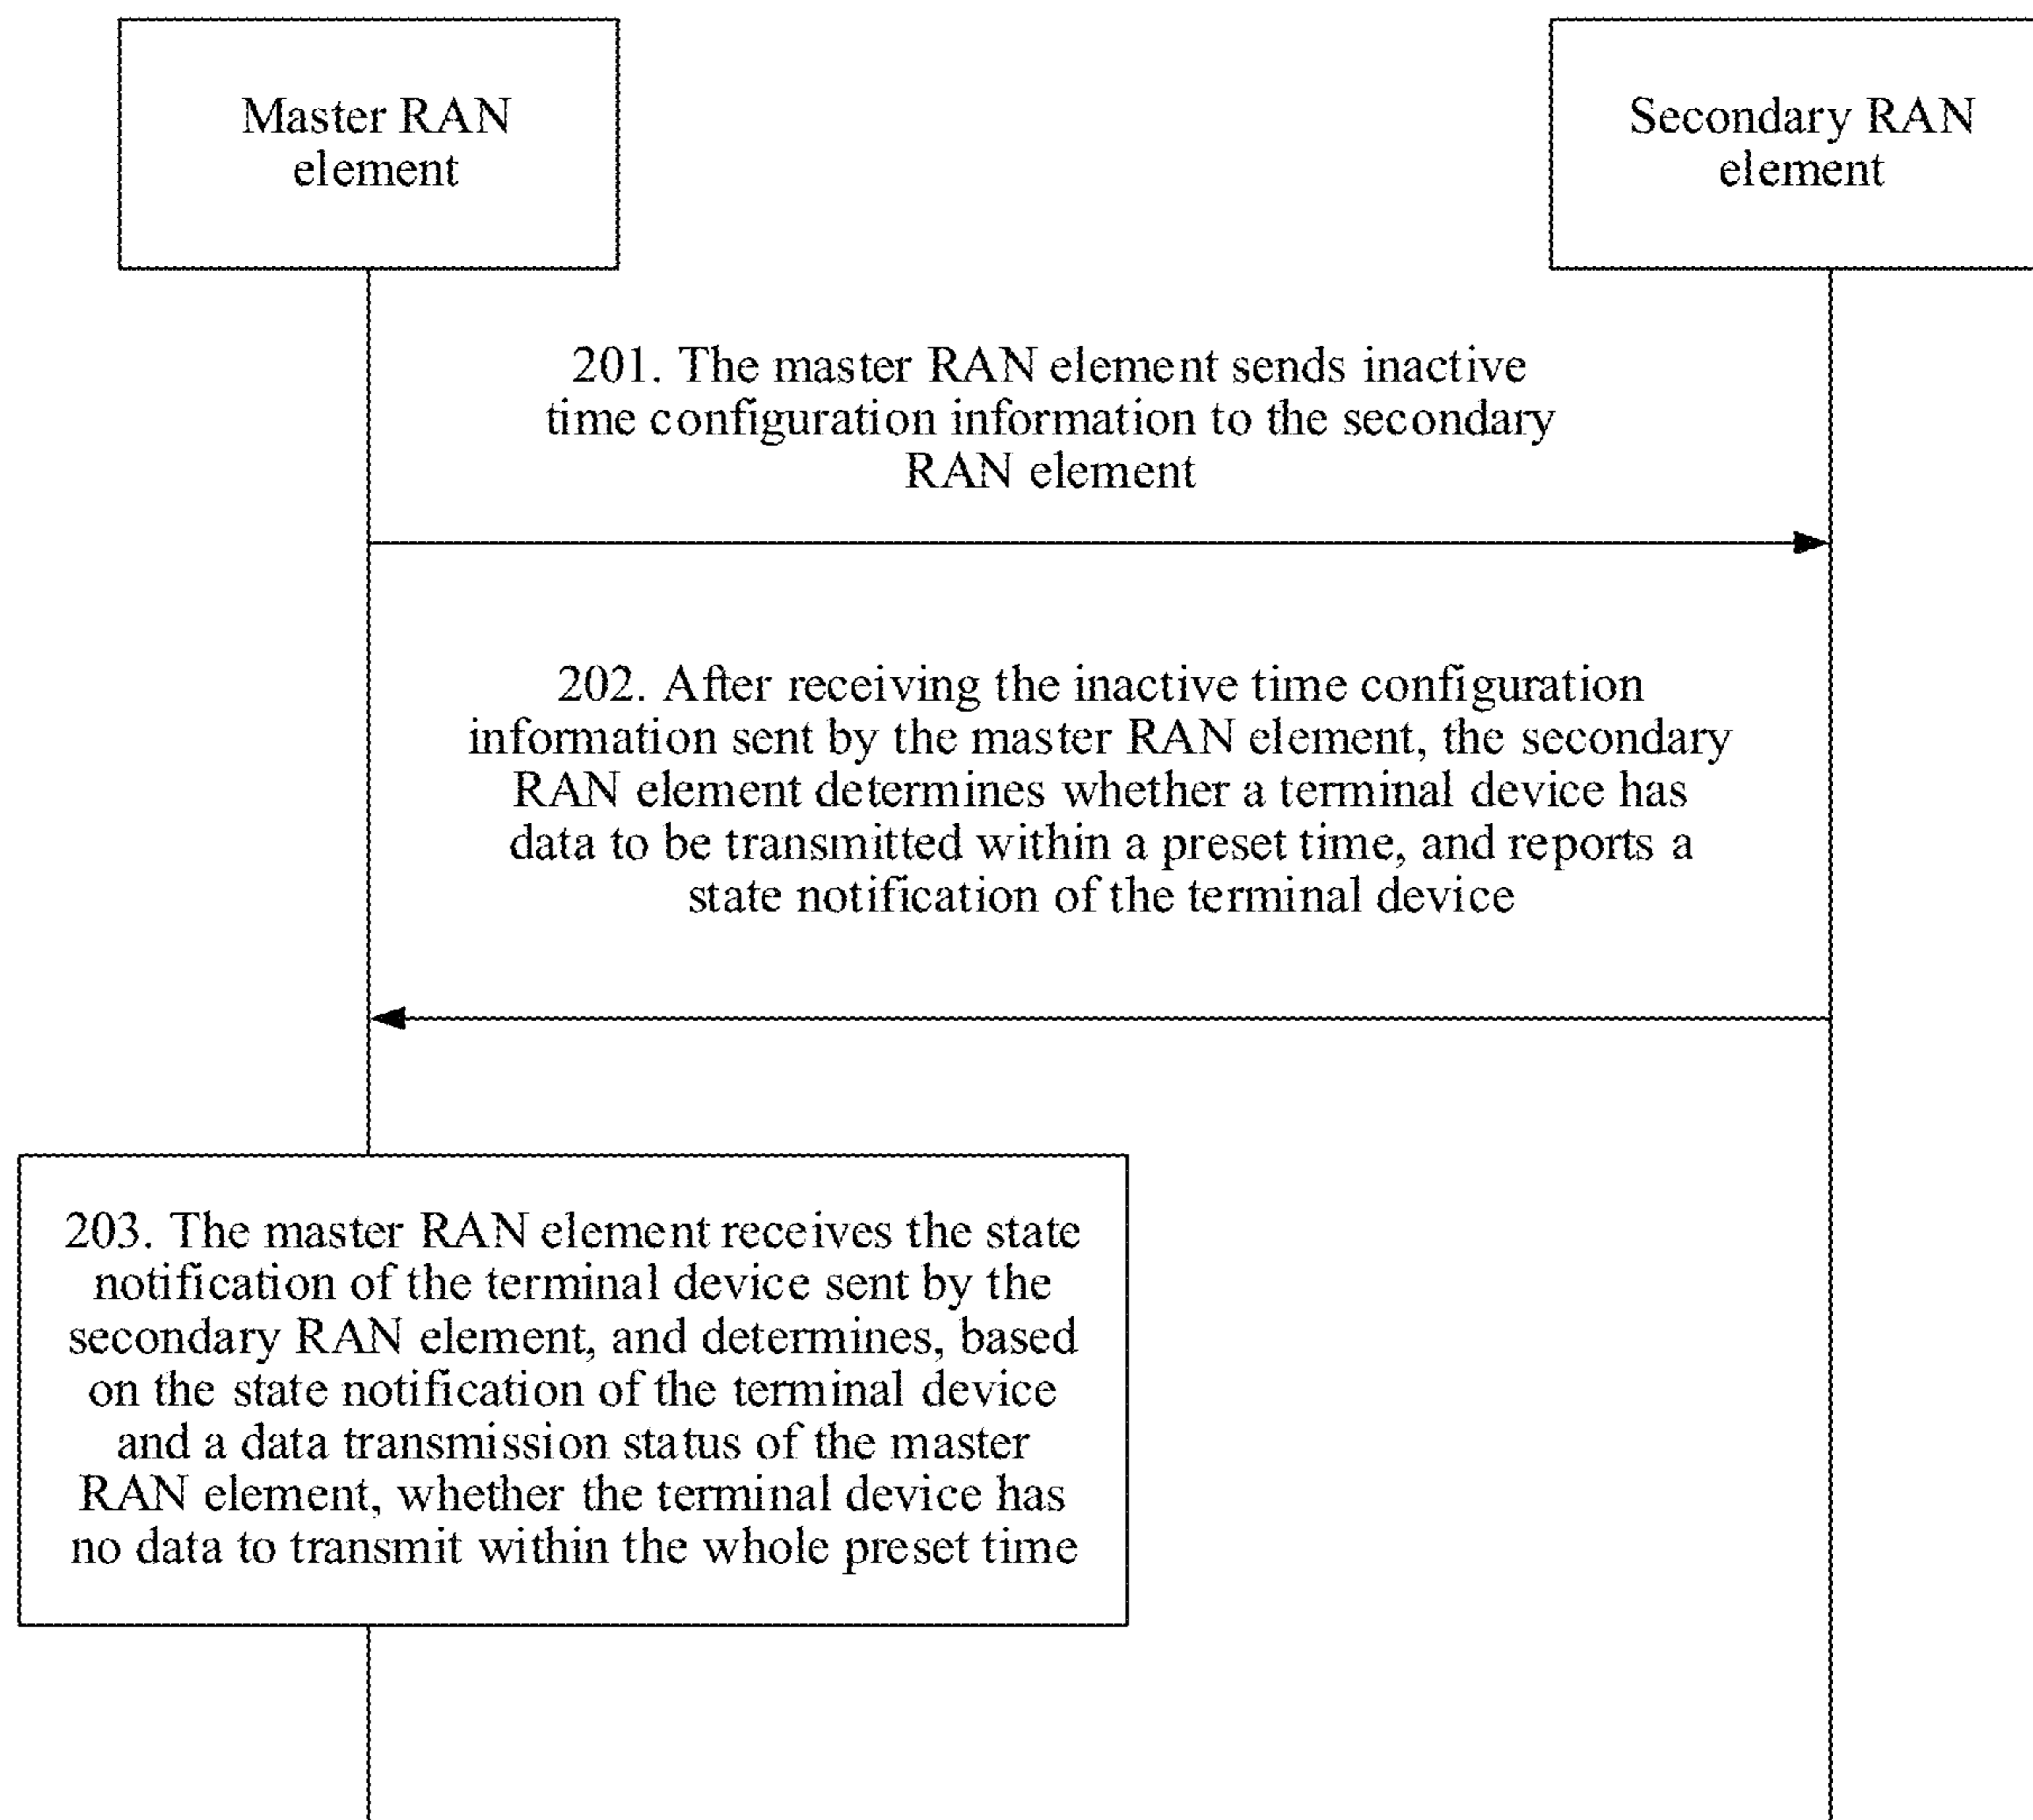 Master RAN
element
Secondary RAN
element
201. The master RAN element sends inactive
time configuration information to the secondary
RAN element
202. After receiving the inactive time configuration
information sent by the master RAN element, the secondary
RAN element determines whether a terminal device has
data to be transmitted within a preset time, and reports a
state notification of the terminal device
203. The master RAN element receives the state
notification of the terminal device sent by the
secondary RAN element, and determines, based
on the state notification of the terminal device
and a data transmission status of the master
RAN element, whether the terminal device has
no data to transmit within the whole preset time